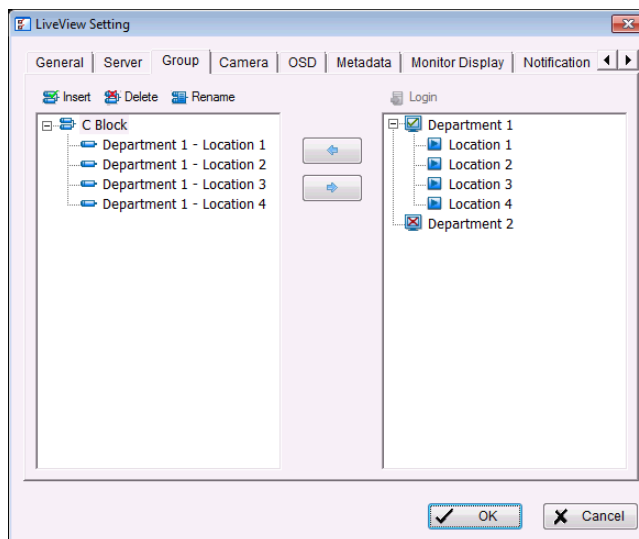 LiveView Setting
General Server Group Camera OSD Metadata Monitor Display Notification
Insert Delete Rename
Login
C Block
Department 1 - Location 1
Department 1 - Location 2
Department 1 - Location 3
Department 1 - Location 4
Department 1
Location 1
Location 2
Location 3
Location 4
Department 2
OK Cancel